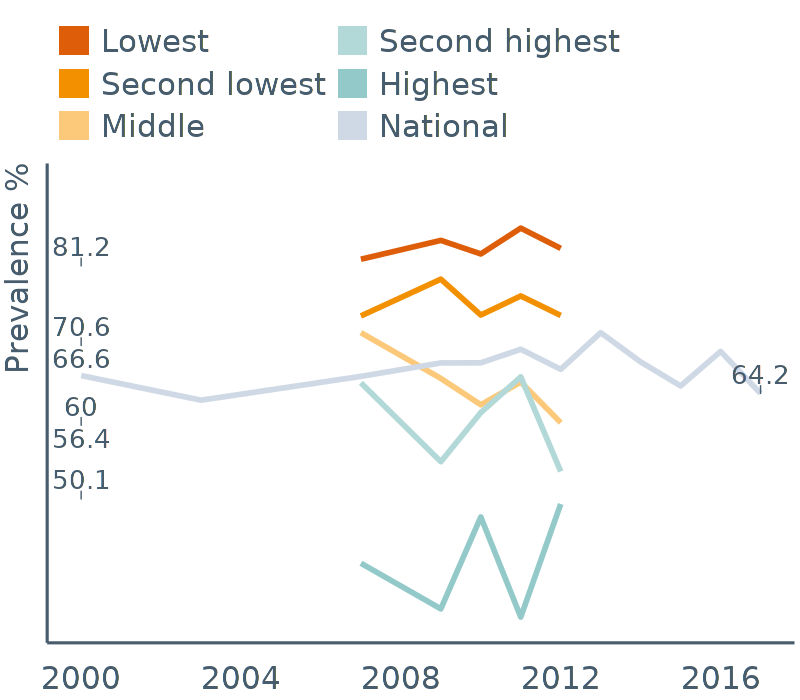 Lowest
Second lowest
Middle
Second highest
Highest
National
Prevalence %
81.2
70.6
66.6
60
56.4
50.1
64.2
2000 2004 2008 2012 2016